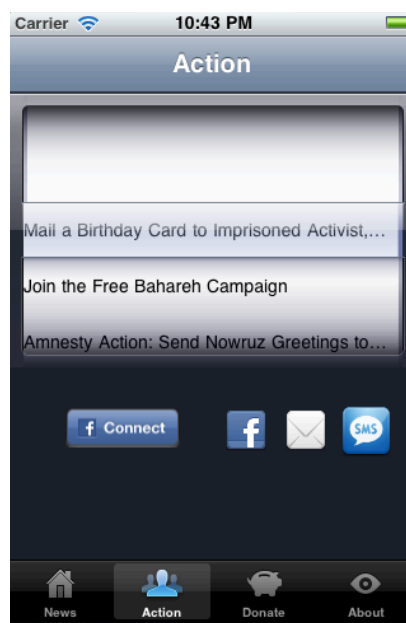 Carrier 10:43 PM
Action
Mail a Birthday Card to Imprisoned Activist,...
Join the Free Bahareh Campaign
Amnesty Action: Send Nowruz Greetings to...
f Connect f SMS
News Action Donate About